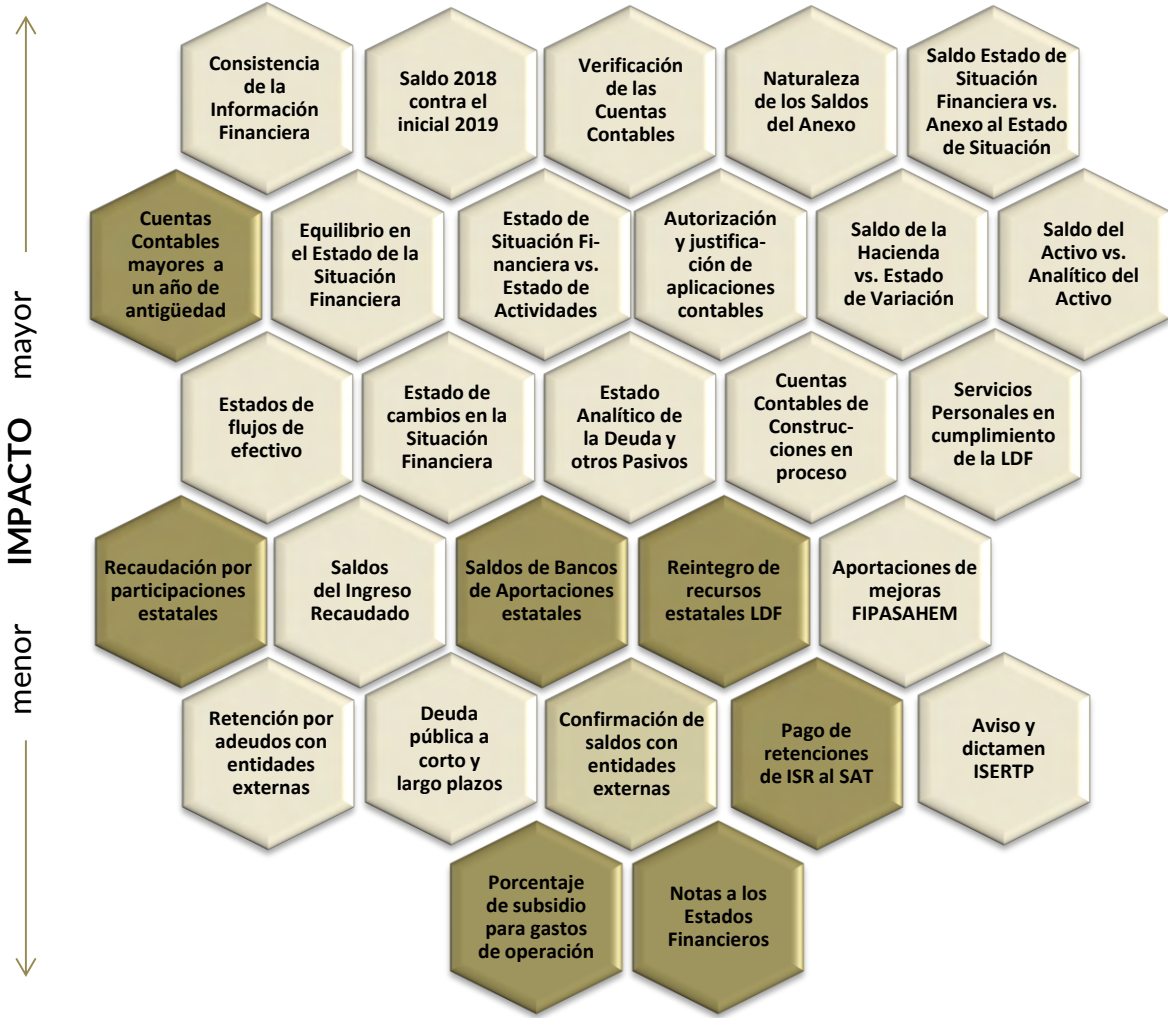 Consistencia
de la
Información
Financiera
Saldo 2018
contra el
inicial 2019
Verificación
de las
Cuentas
Contables
Naturaleza
de los Saldos
del Anexo
Saldo Estado de
Situación
Financiera vs.
Anexo al Estado
de Situación
Cuentas
Contables
mayores a
un año de
antigüedad
Equilibrio en
el Estado de la
Situación
Financiera
Estado de
Situación Fi-
nanciera vs.
Estado de
Actividades
Autorización
y justifica-
ción de
aplicaciones
contables
Saldo de la
Hacienda
vs. Estado
de Variación
Saldo del
Activo vs.
Analítico del
Activo
Estados de
flujos de
efectivo
Estado de
cambios en la
Situación
Financiera
Estado
Analítico de
la Deuda y
otros Pasivos
Cuentas
Contables de
Construc-
ciones en
proceso
Servicios
Personales en
cumplimiento
de la LDF
Recaudación por
participaciones
estatales
Saldos
del Ingreso
Recaudado
Saldos de Bancos
de Aportaciones
estatales
Reintegro de
recursos
estatales LDF
Aportaciones de
mejoras
FIPASAHEM
Retención por
adeudos con
entidades
externas
Deuda
pública a
corto y
largo plazos
Confirmación de
saldos con
entidades
externas
Pago de
retenciones
de ISR al SAT
Aviso y
dictamen
ISERTP
Porcentaje
de subsidio
para gastos
de operación
Notas a los
Estados
Financieros
menor IMPACTO mayor